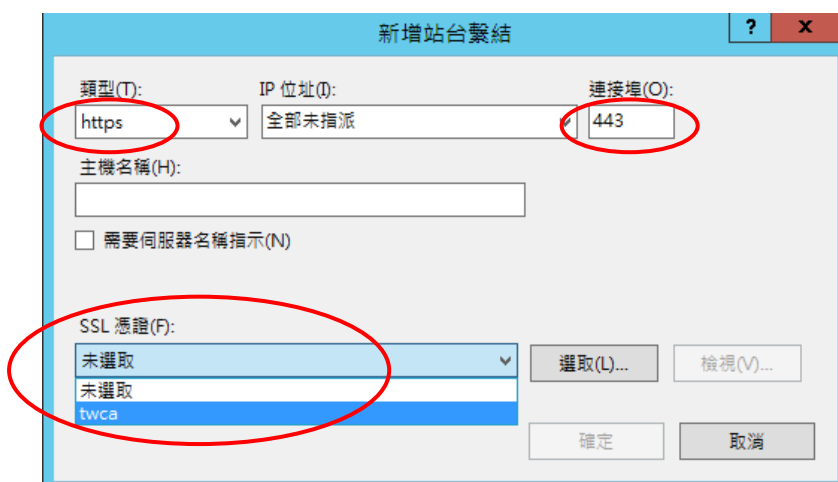 新增站台繫結
?
x
類型(T):
IP 位址(I):
連接埠(O):
https
全部未指派
443
主機名稱(H):
需要伺服器名稱指示(N)
SSL 憑證(F):
未選取
選取(L)...
檢視(V)...
未選取
twca
確定
取消